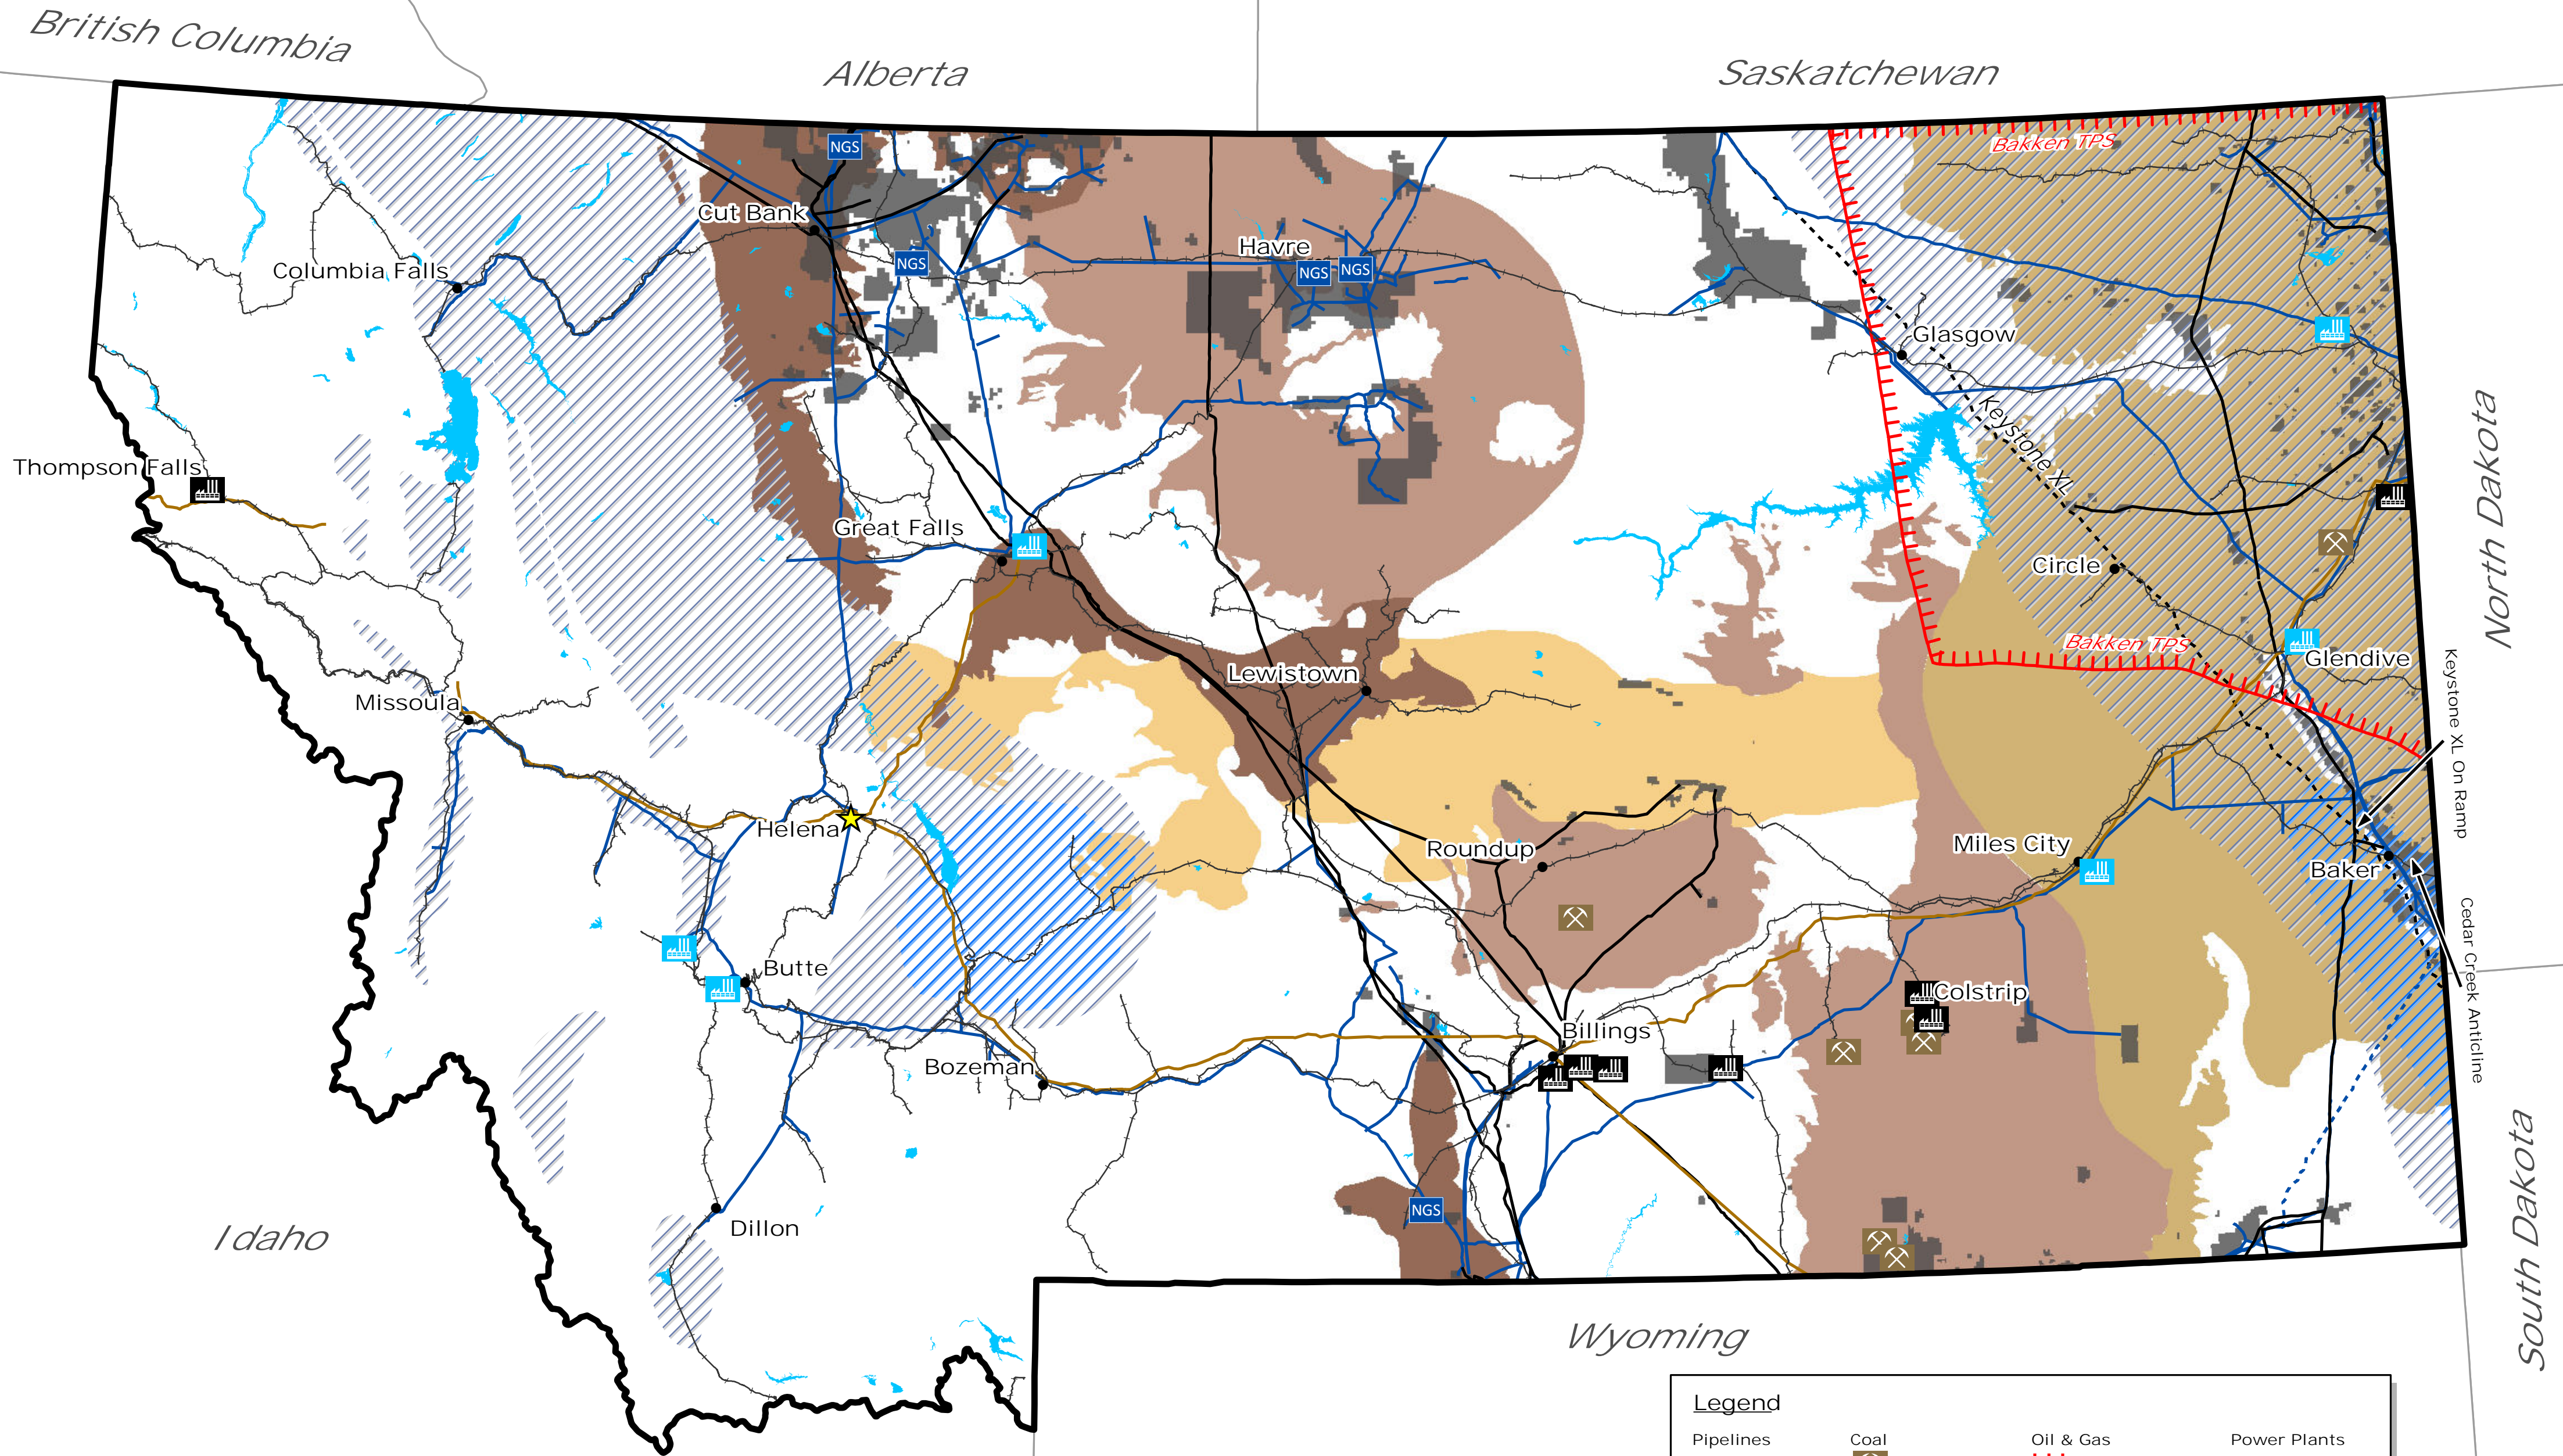 British Columbia
Alberta
Saskatchewan
Bakken TPS
NGS
Cut Bank
Havre
NGS
NGS
NGS
Columbia Falls
Glasgow
Keystone XL
North Dakota
Thompson Falls
Great Falls
Circle
Bakken TPS
Glendive
Lewistown
Missoula
Keystone XL On Ramp
Helena
Roundup
Miles City
Baker
Cedar Creek Anticline
Butte
Colstrip
Billings
Bozeman
NGS
Dillon
Idaho
South Dakota
Wyoming
Legend
Pipelines
Coal
Oil & Gas
Power Plants